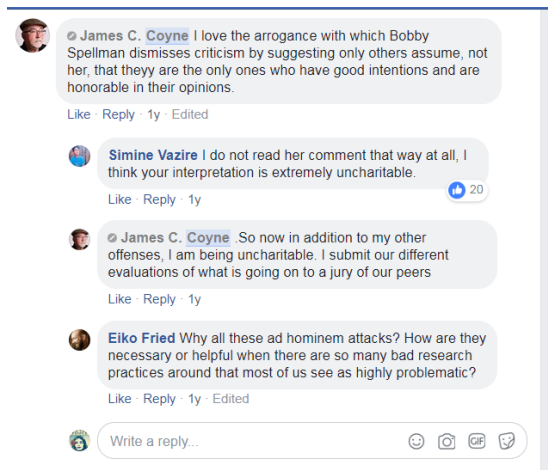 James C. Coyne I love the arrogance with which Bobby
Spellman dismisses criticism by suggesting only others assume, not
her, that theyy are the only ones who have good intentions and are
honorable in their opinions.
Like · Reply · 1y · Edited
Simine Vazire I do not read her comment that way at all, I
think your interpretation is extremely uncharitable.
20
Like · Reply · 1y
James C. Coyne .So now in addition to my other
offenses, I am being uncharitable. I submit our different
evaluations of what is going on to a jury of our peers
Like · Reply · 1y
Eiko Fried Why all these ad hominem attacks? How are they
necessary or helpful when there are so many bad research
practices around that most of us see as highly problematic?
Like · Reply · 1y · Edited
Write a reply...
GIF